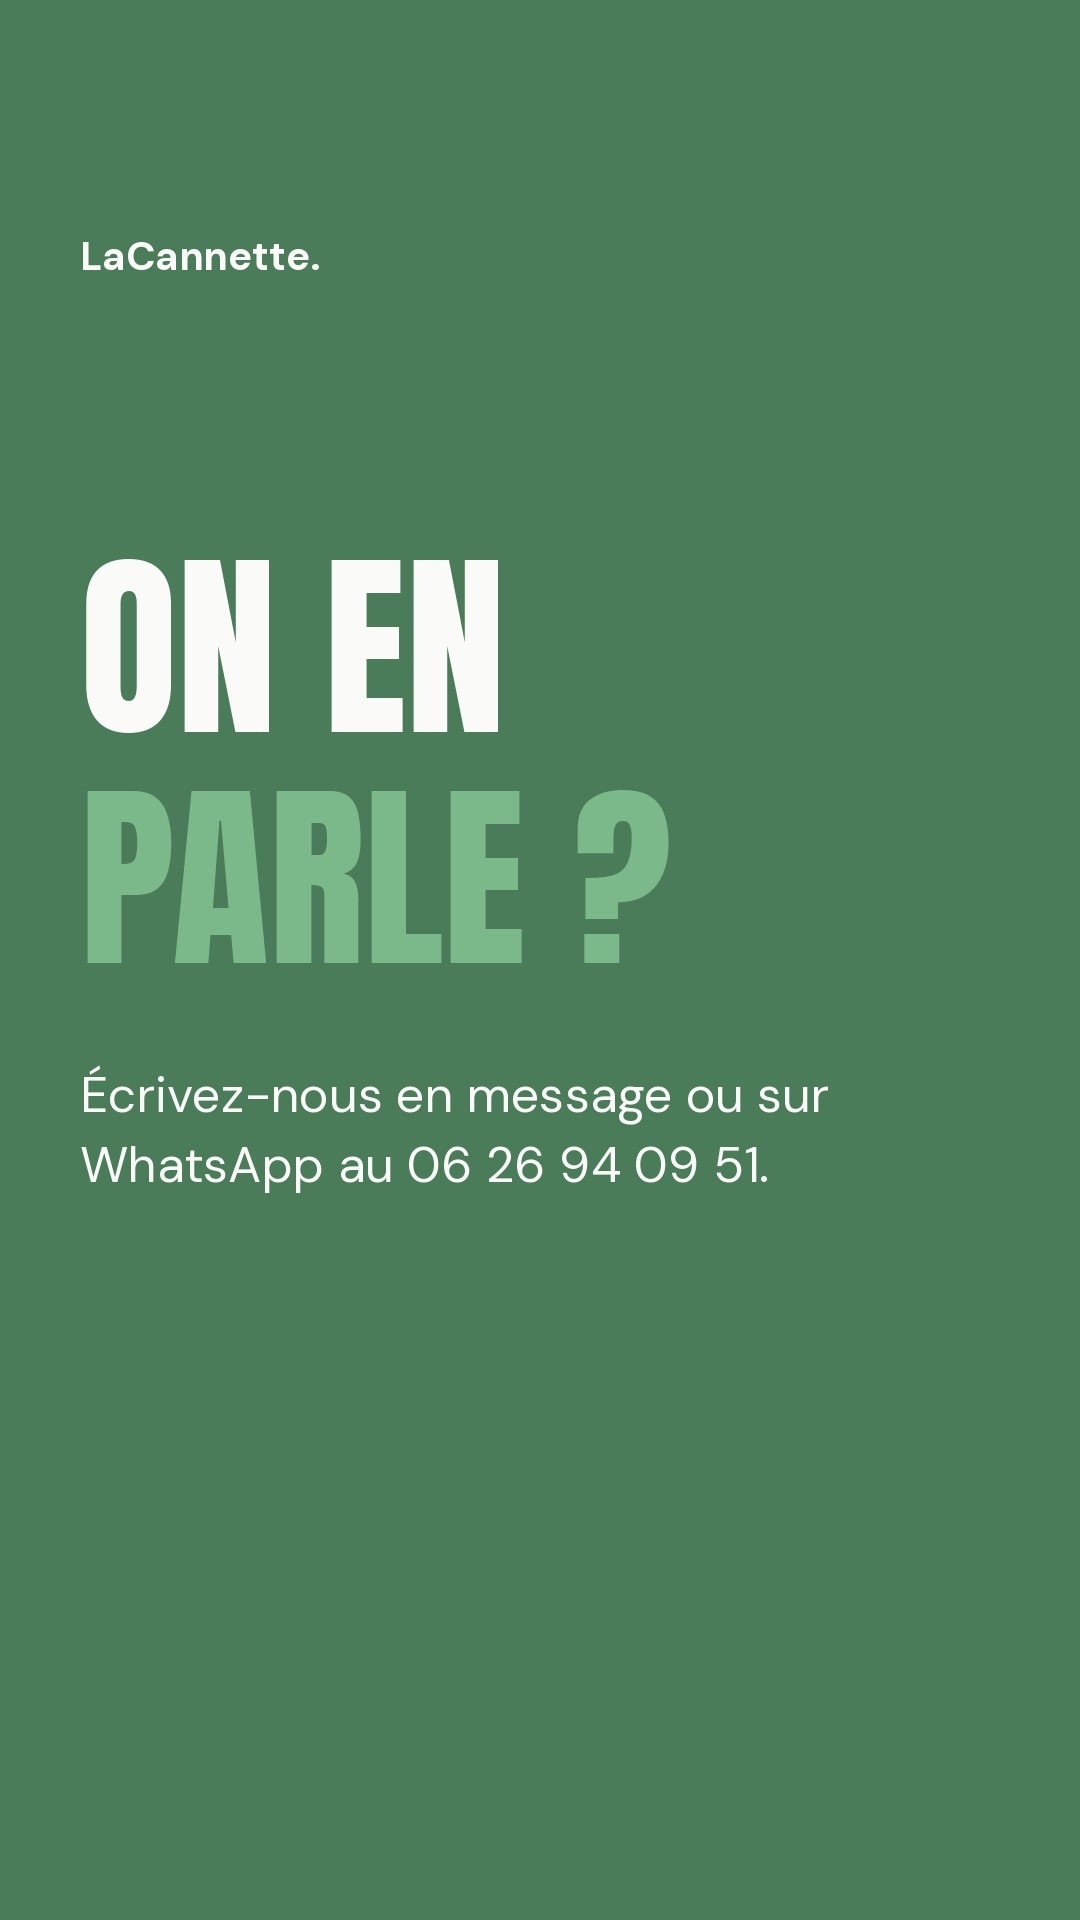 LaCannette.
ON EN
PARLE ?
Écrivez-nous en message ou sur
WhatsApp au 06 26 94 09 51.